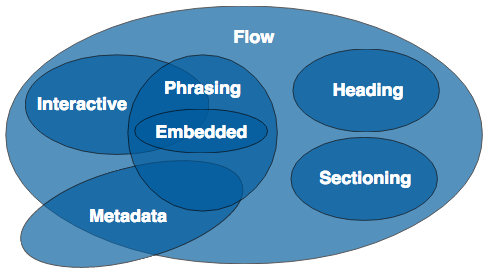 Flow
Phrasing
Heading
Interactive
Embedded
Sectioning
Metadata